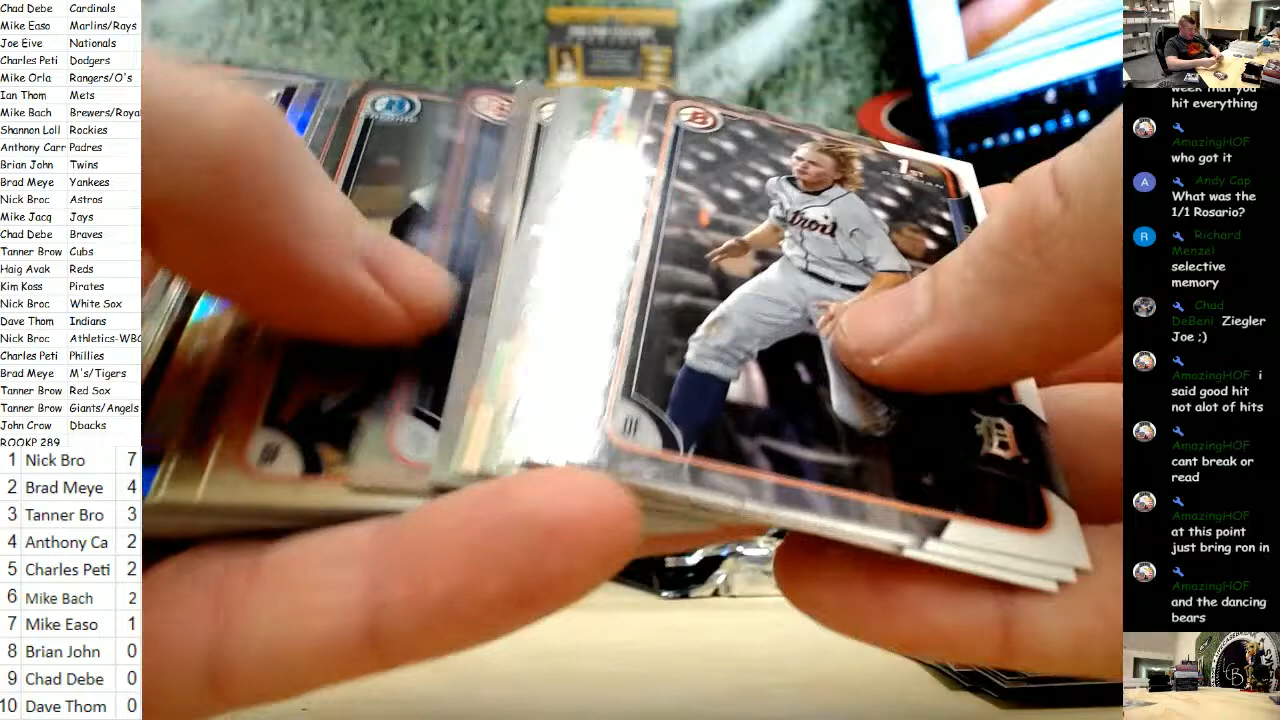 Chad Debe Cardinals
Mike Easo Marlins/Rays
Joe Eive Nationals
Charles Peti Dodgers
Mike Orla Rangers/O's
Ian Thom Mets
Mike Bach Brewers/Roya
Shannon Loll Rockies
Anthony Carr Padres
Brian John Twins
Brad Meye Yankees
Nick Broc Astros
Mike Jacq Jays
Chad Debe Braves
Tanner Brow Cubs
Haig Avak Reds
Kim Koss Pirates
Nick Broc White Sox
Dave Thom Indians
Nick Broc Athletics-WBC
Charles Peti Phillies
Brad Meye M's/Tigers
Tanner Brow Red Sox
Tanner Brow Giants/Angels
John Crow Dbacks
1 Nick Bro 7
2 Brad Meye 4
3 Tanner Bro 3
4 Anthony Ca 2
5 Charles Peti 2
6 Mike Bach 2
7 Mike Easo 1
8 Brian John 0
9 Chad Debe 0
10 Dave Thom 0
B
1ST
BOWMAN
troit
D
week that you
hit everything
AmazingHOF
who got it
A Andy Cap
What was the
1/1 Rosario?
R Richard
Menzel
selective
memory
Chad
DeBeni Ziegler
Joe ;)
AmazingHOF i
said good hit
not alot of hits
AmazingHOF
cant break or
read
AmazingHOF
at this point
just bring ron in
AmazingHOF
and the dancing
bears